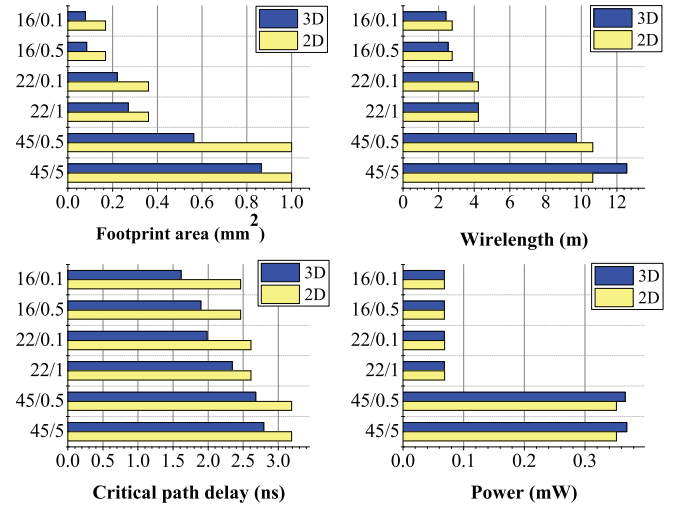 16/0.1
16/0.5
22/0.1
22/1
45/0.5
45/5
3D
2D
0.0 0.2 0.4 0.6 0.8 1.0
Footprint area (mm2)
16/0.1
16/0.5
22/0.1
22/1
45/0.5
45/5
3D
2D
0 2 4 6 8 10 12
Wirelength (m)
16/0.1
16/0.5
22/0.1
22/1
45/0.5
45/5
3D
2D
0.0 0.5 1.0 1.5 2.0 2.5 3.0
Critical path delay (ns)
16/0.1
16/0.5
22/0.1
22/1
45/0.5
45/5
3D
2D
0.0 0.1 0.3
Power (mW)